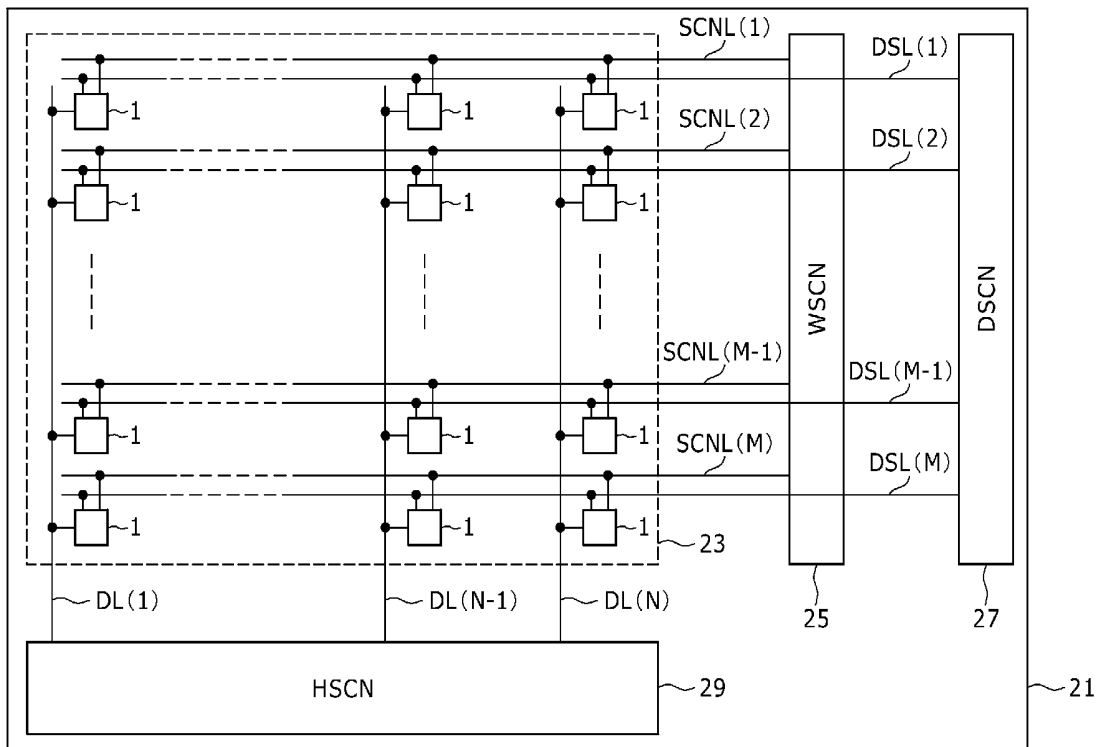 SCNL(1)
DSL(1)
1 1 1
SCNL(2)
DSL(2)
1 1 1
WSCN
DSCN
SCNL(M-1)
DSL(M-1)
1 1 1
SCNL(M)
DSL(M)
1 1 1
23
DL(1) DL(N-1) DL(N)
25 27
HSCN
29
21